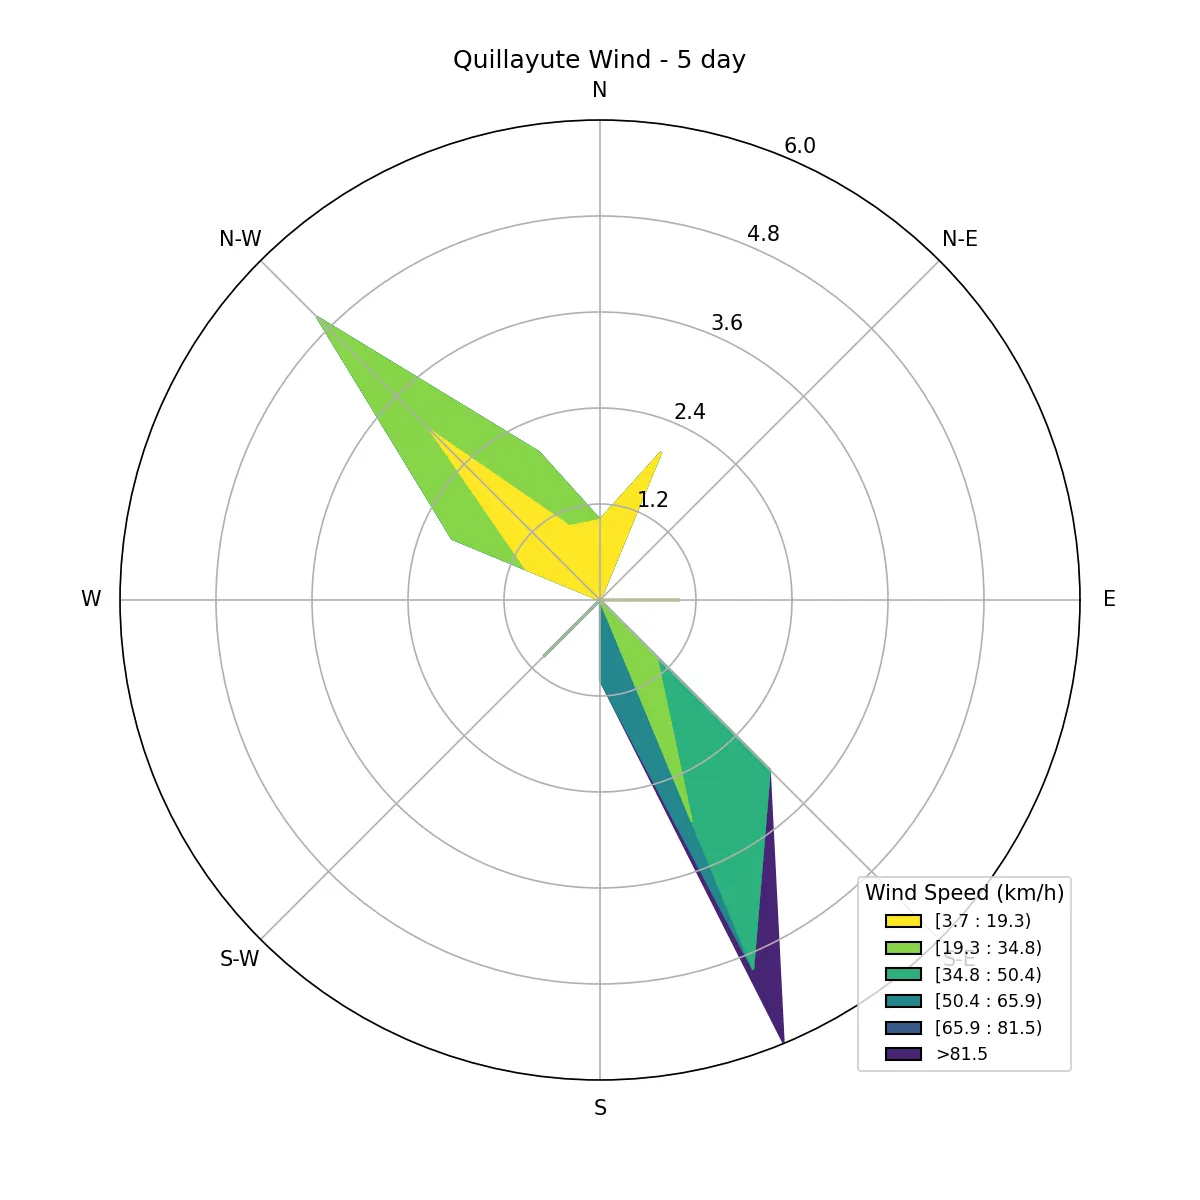 Quillayute Wind - 5 day
N
6.0
4.8
N-W
N-E
3.6
2.4
1.2
W
E
Wind Speed (km/h)
[3.7 : 19.3)
[19.3 : 34.8)
S-W
S-E
[34.8 : 50.4)
[50.4 : 65.9)
[65.9 : 81.5)
>81.5
S